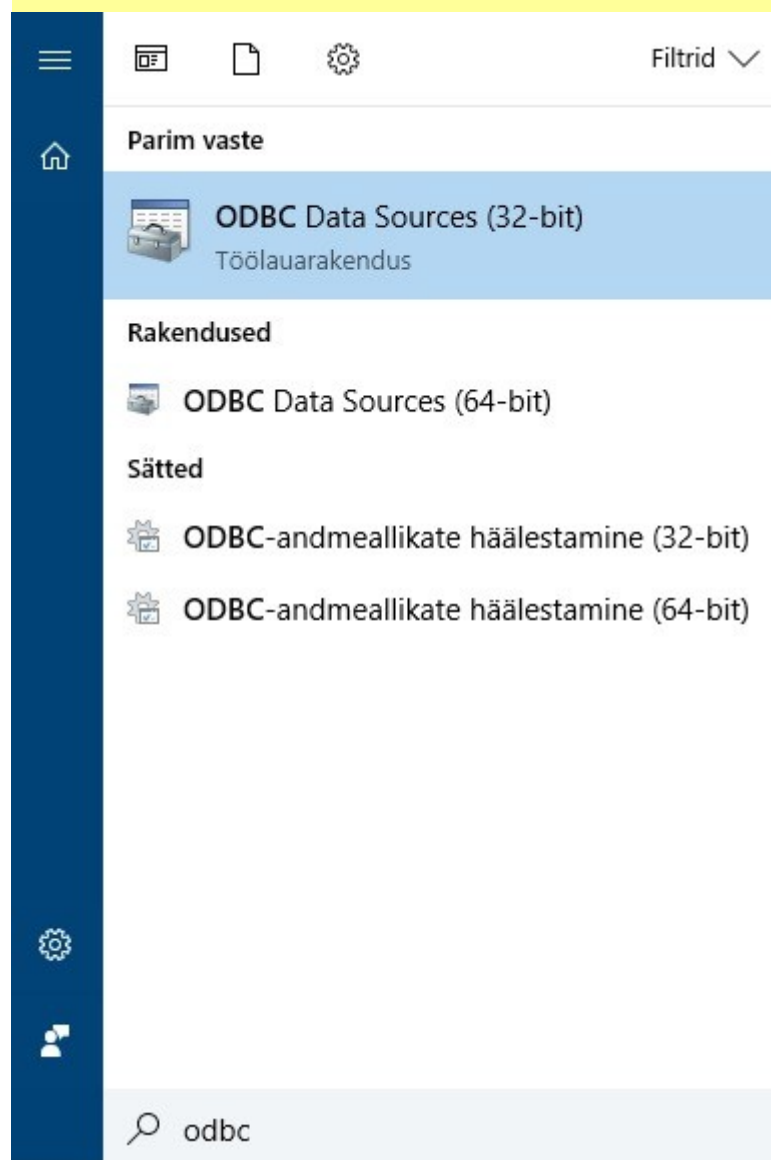 Filtrid
Parim vaste
ODBC Data Sources (32-bit)
Töölauarakendus
Rakendused
ODBC Data Sources (64-bit)
Sätted
ODBC-andmeallikate häälestamine (32-bit)
ODBC-andmeallikate häälestamine (64-bit)
odbc